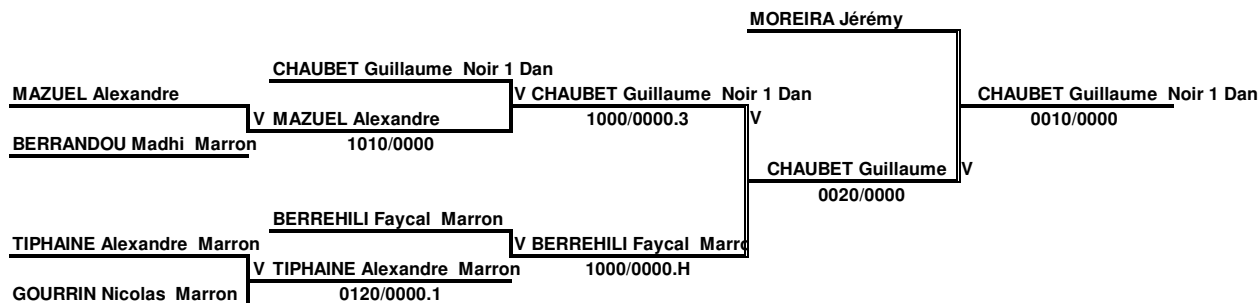 MOREIRA Jérémy
CHAUBET Guillaume Noir 1 Dan
MAZUEL Alexandre
V CHAUBET Guillaume Noir 1 Dan
CHAUBET Guillaume Noir 1 Dan
V MAZUEL Alexandre
1000/0000.3
V
0010/0000
BERRANDOU Madhi Marron
1010/0000
CHAUBET Guillaume V
0020/0000
BERREHILI Faycal Marron
TIPHAINE Alexandre Marron
V BERREHILI Faycal Marro
V TIPHAINE Alexandre Marron
1000/0000.H
GOURRIN Nicolas Marron
0120/0000.1